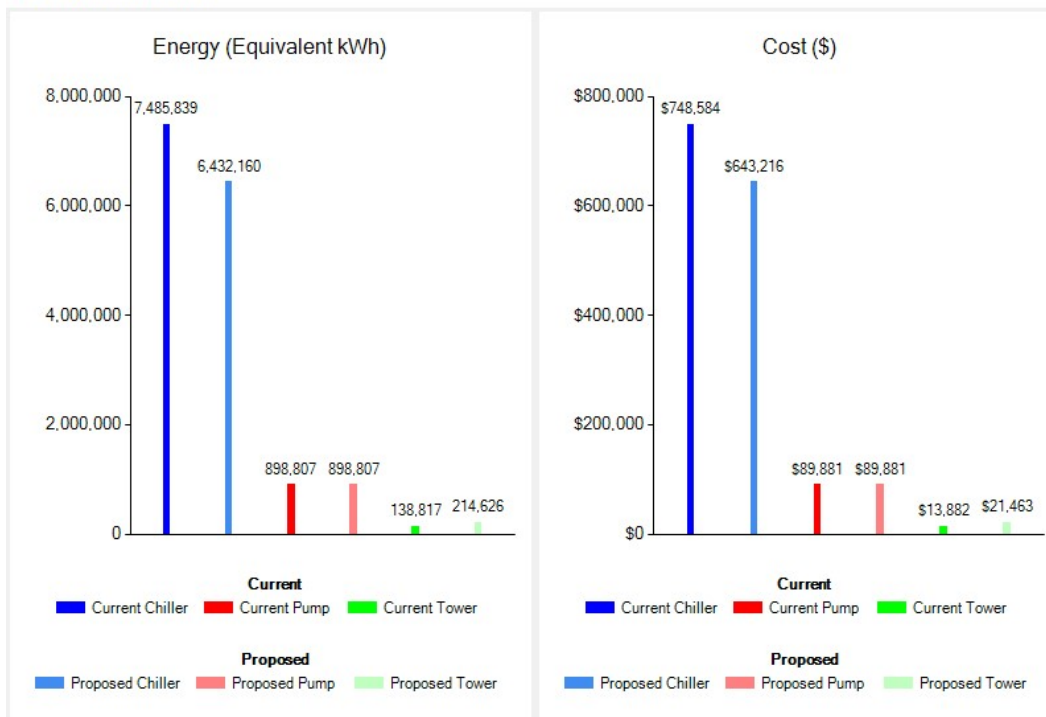 Energy (Equivalent kWh)
8,000,000
7,485,839
6,432,160
6,000,000
4,000,000
2,000,000
898,807
898,807
138,817
214,626
0
Current
Current Chiller
Current Pump
Current Tower
Proposed
Proposed Chiller
Proposed Pump
Proposed Tower
Cost ($)
$800,000
$748,584
$643,216
$600,000
$400,000
$200,000
$89,881
$89,881
$13,882
$21,463
$0
Current
Current Chiller
Current Pump
Current Tower
Proposed
Proposed Chiller
Proposed Pump
Proposed Tower